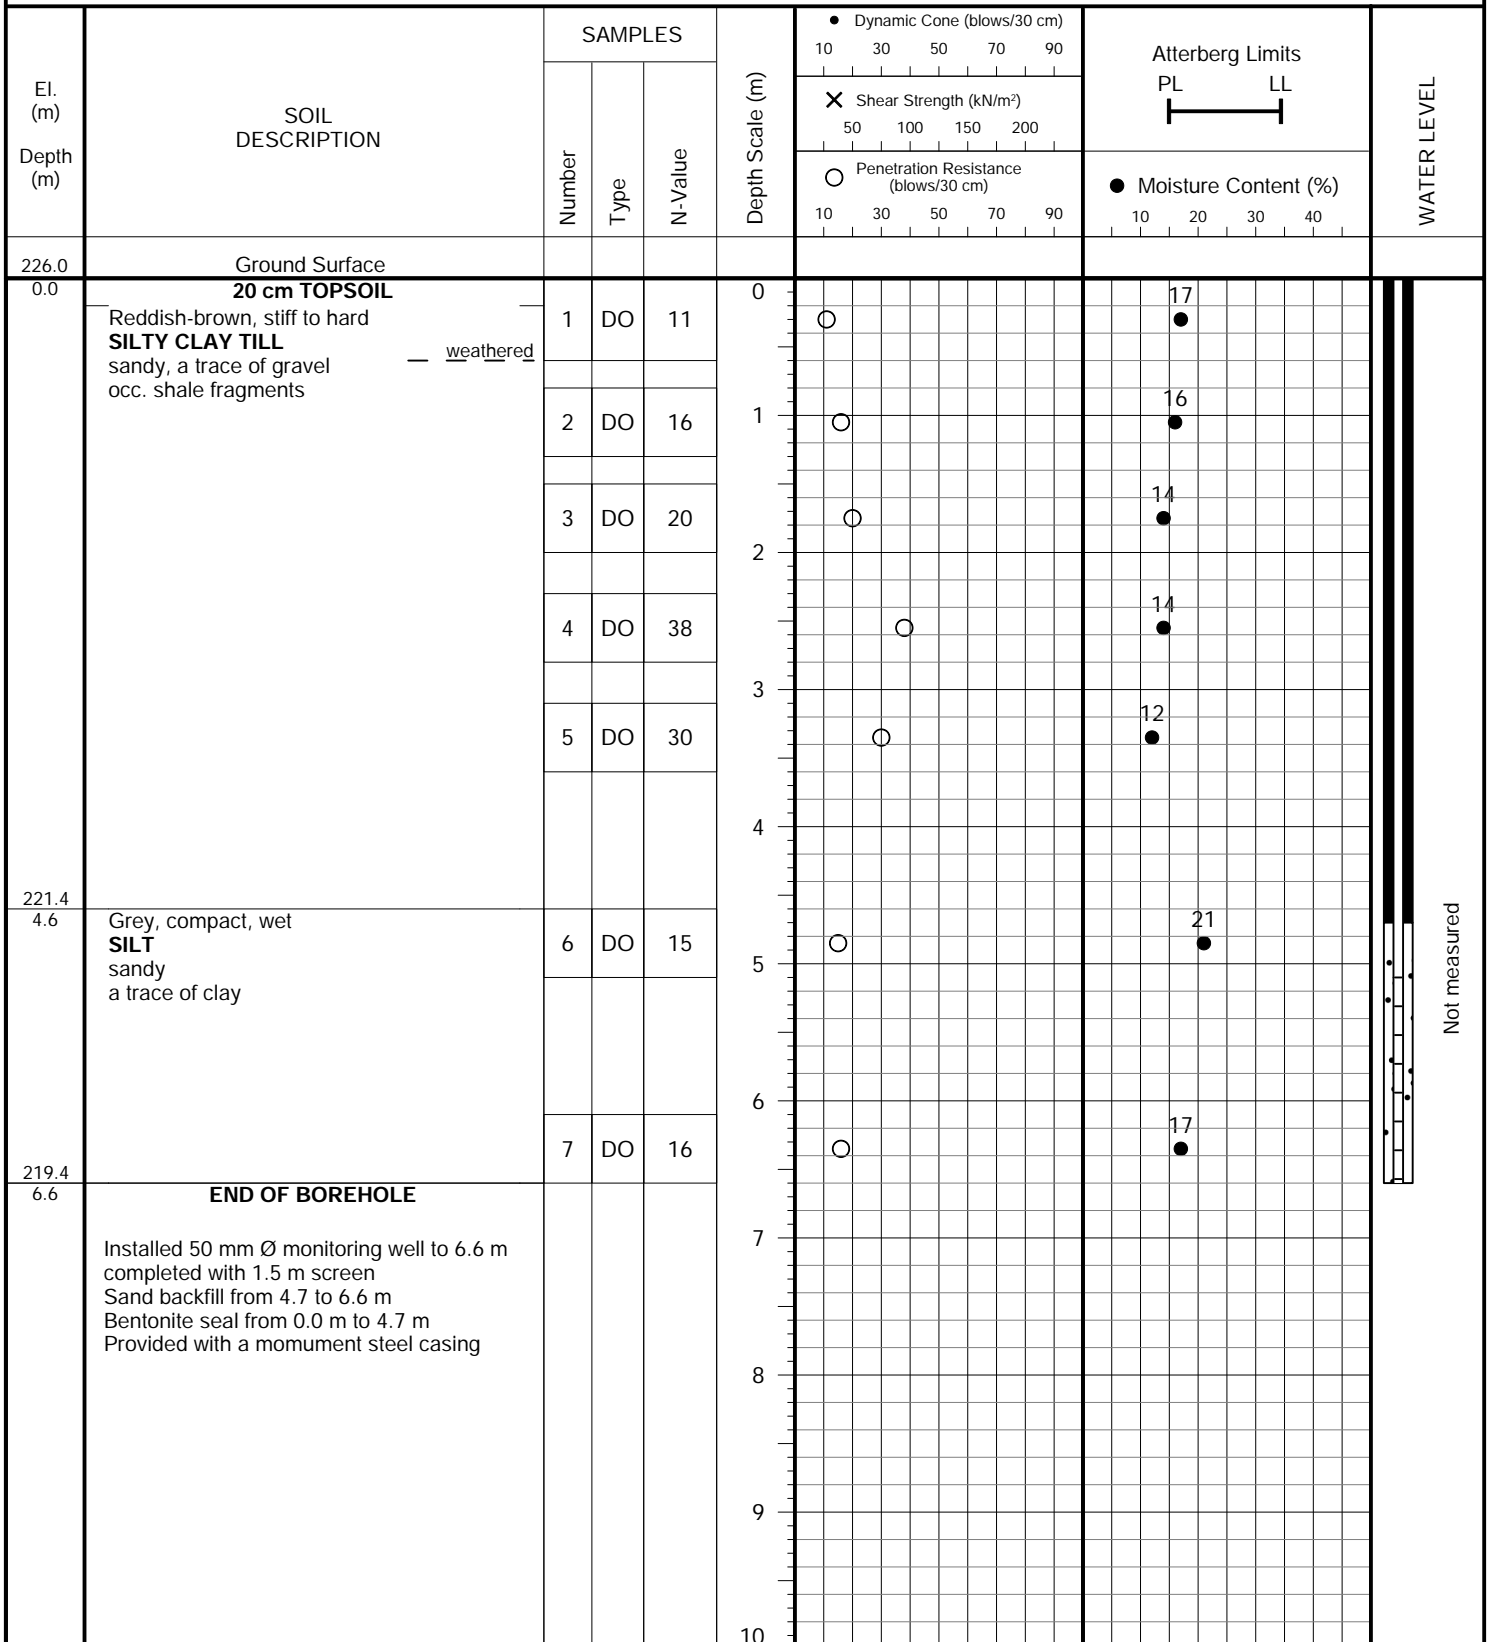 El.
(m)
Depth
(m)
SOIL
DESCRIPTION
SAMPLES
Number
Type
N-Value
Depth Scale (m)
● Dynamic Cone (blows/30 cm)
10 30 50 70 90
✕ Shear Strength (kN/m²)
50 100 150 200
○ Penetration Resistance
(blows/30 cm)
10 30 50 70 90
Atterberg Limits
PL LL
● Moisture Content (%)
10 20 30 40
WATER LEVEL
226.0 Ground Surface
0.0 20 cm TOPSOIL 0
17
Reddish-brown, stiff to hard 1 DO 11
SILTY CLAY TILL
weathered
sandy, a trace of gravel
occ. shale fragments
16
2 DO 16 1
14
3 DO 20
2
14
4 DO 38
3
12
5 DO 30
4
221.4
4.6 Grey, compact, wet
21
SILT 6 DO 15
sandy 5
a trace of clay
Not measured
6
17
7 DO 16
219.4
6.6 END OF BOREHOLE
7
Installed 50 mm Ø monitoring well to 6.6 m
completed with 1.5 m screen
Sand backfill from 4.7 to 6.6 m
Bentonite seal from 0.0 m to 4.7 m
Provided with a momument steel casing
8
9
10